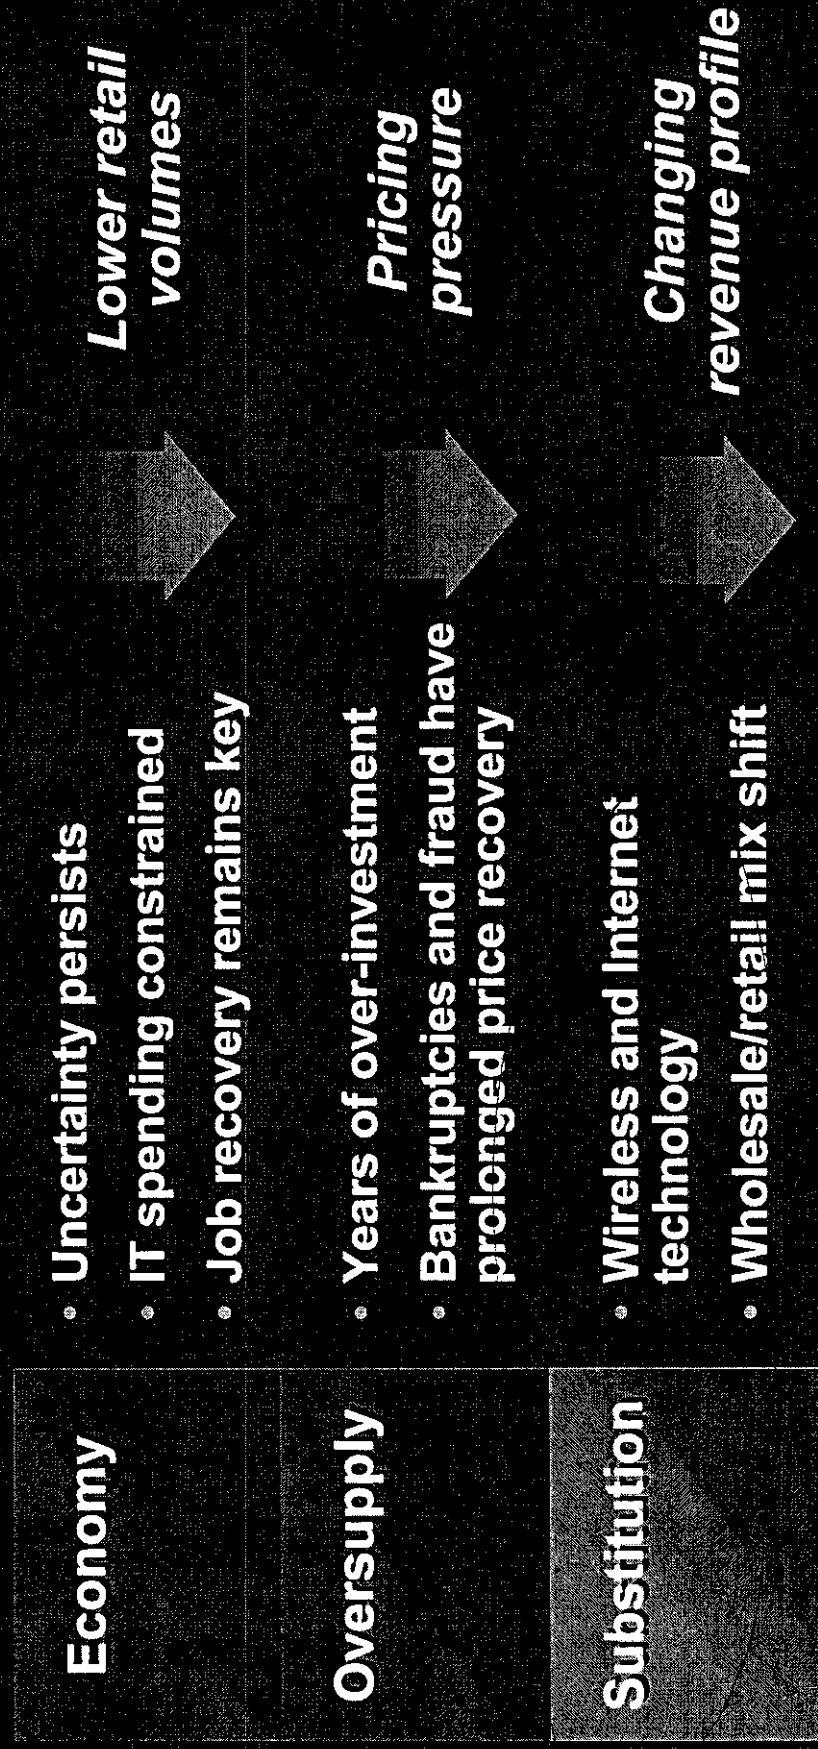 Economy
• Uncertainty persists
• IT spending constrained
• Job recovery remains key
Lower retail
volumes
Oversupply
• Years of over-investment
• Bankruptcies and fraud have
prolonged price recovery
Pricing
pressure
Substitution
• Wireless and Internet
technology
• Wholesale/retail mix shift
Changing
revenue profile